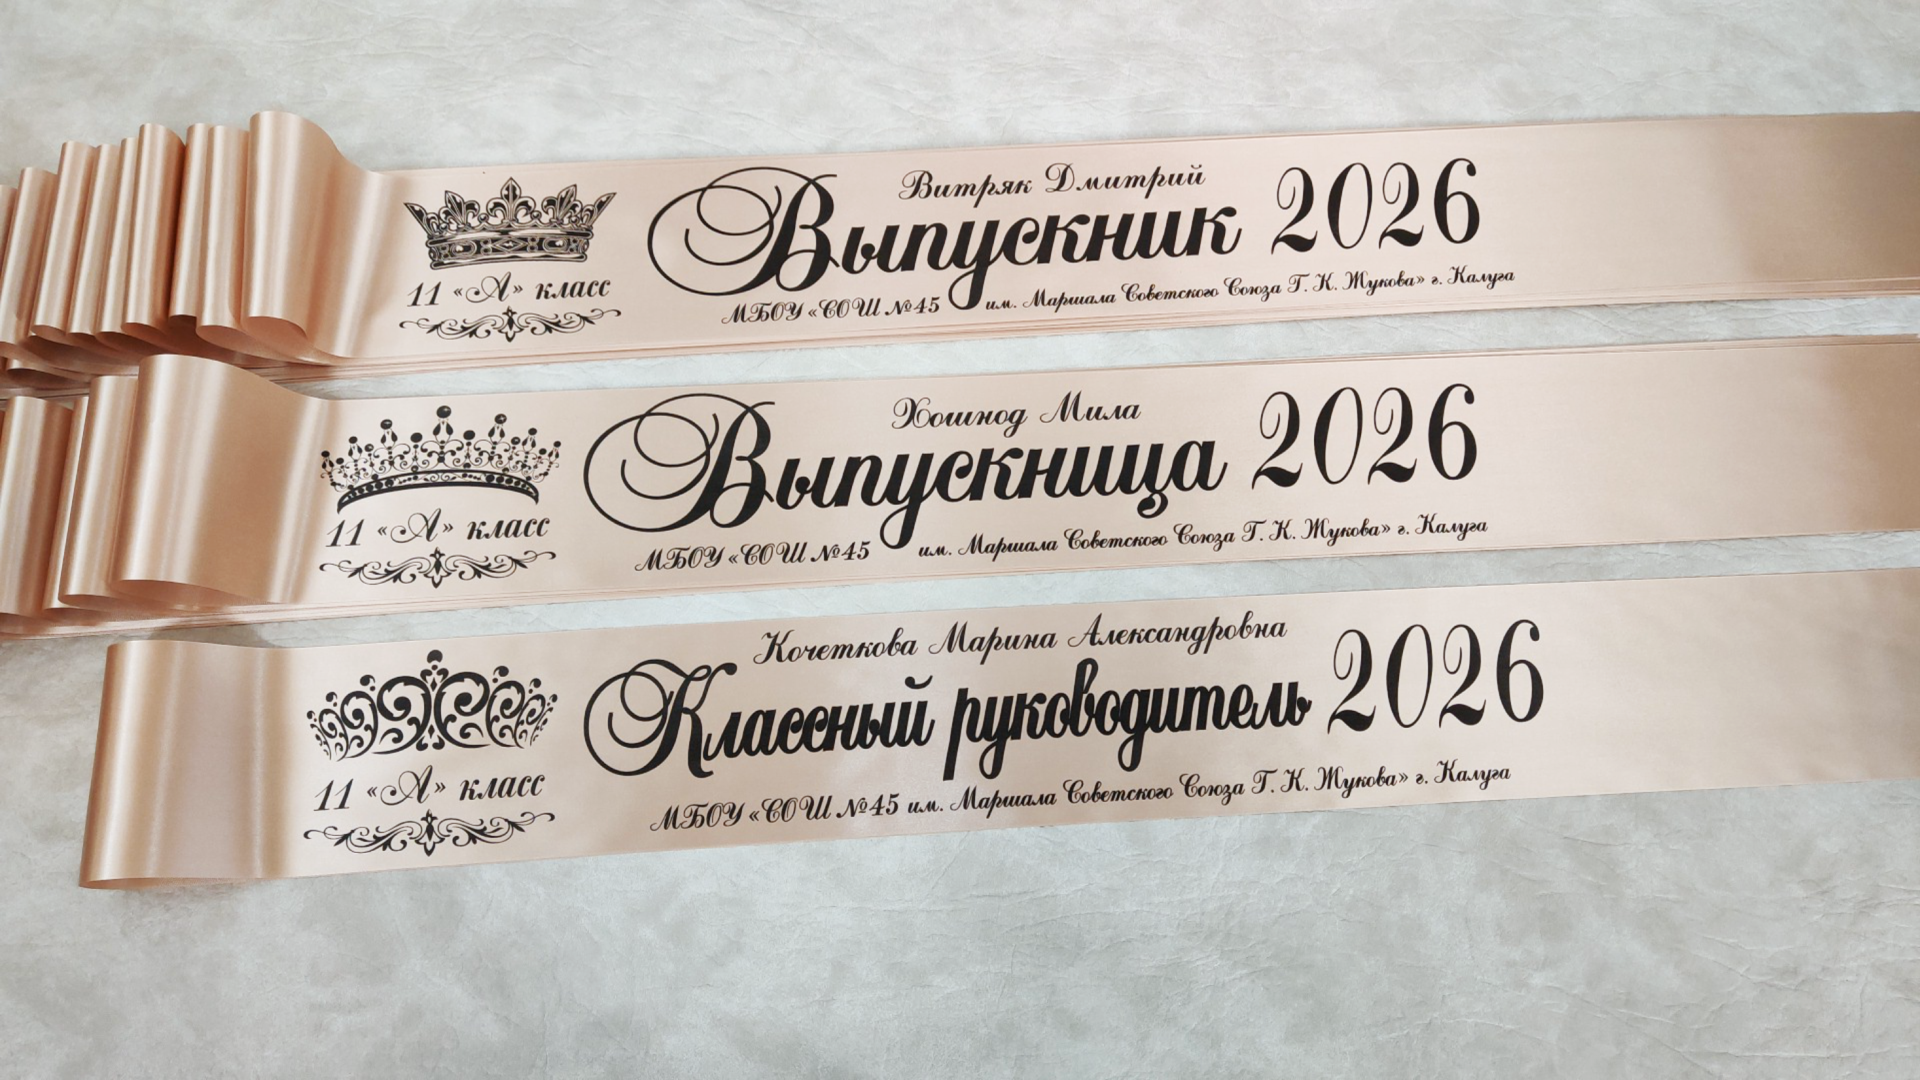 Витряк Дмитрий
Выпускник 2026
11 «А» класс
МБОУ «СОШ №45 им. Маршала Советского Союза Г. К. Жукова» г. Калуга
Хошнод Мила
Выпускница 2026
11 «А» класс
МБОУ «СОШ №45 им. Маршала Советского Союза Г. К. Жукова» г. Калуга
Кочеткова Марина Александровна
Классный руководитель 2026
11 «А» класс
МБОУ «СОШ №45 им. Маршала Советского Союза Г. К. Жукова» г. Калуга